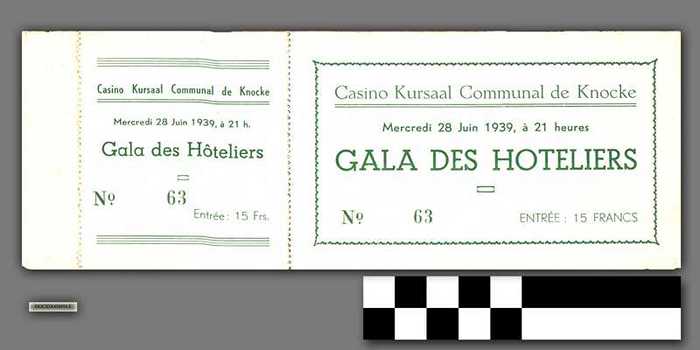 Casino Kursaal Communal de Knocke
Mercredi 28 Juin 1939, à 21 h.
Gala des Hôteliers
Nº 63
Entrée : 15 Frs.
Casino Kursaal Communal de Knocke
Mercredi 28 Juin 1939, à 21 heures
GALA DES HOTELIERS
Nº 63
ENTRÉE : 15 FRANCS